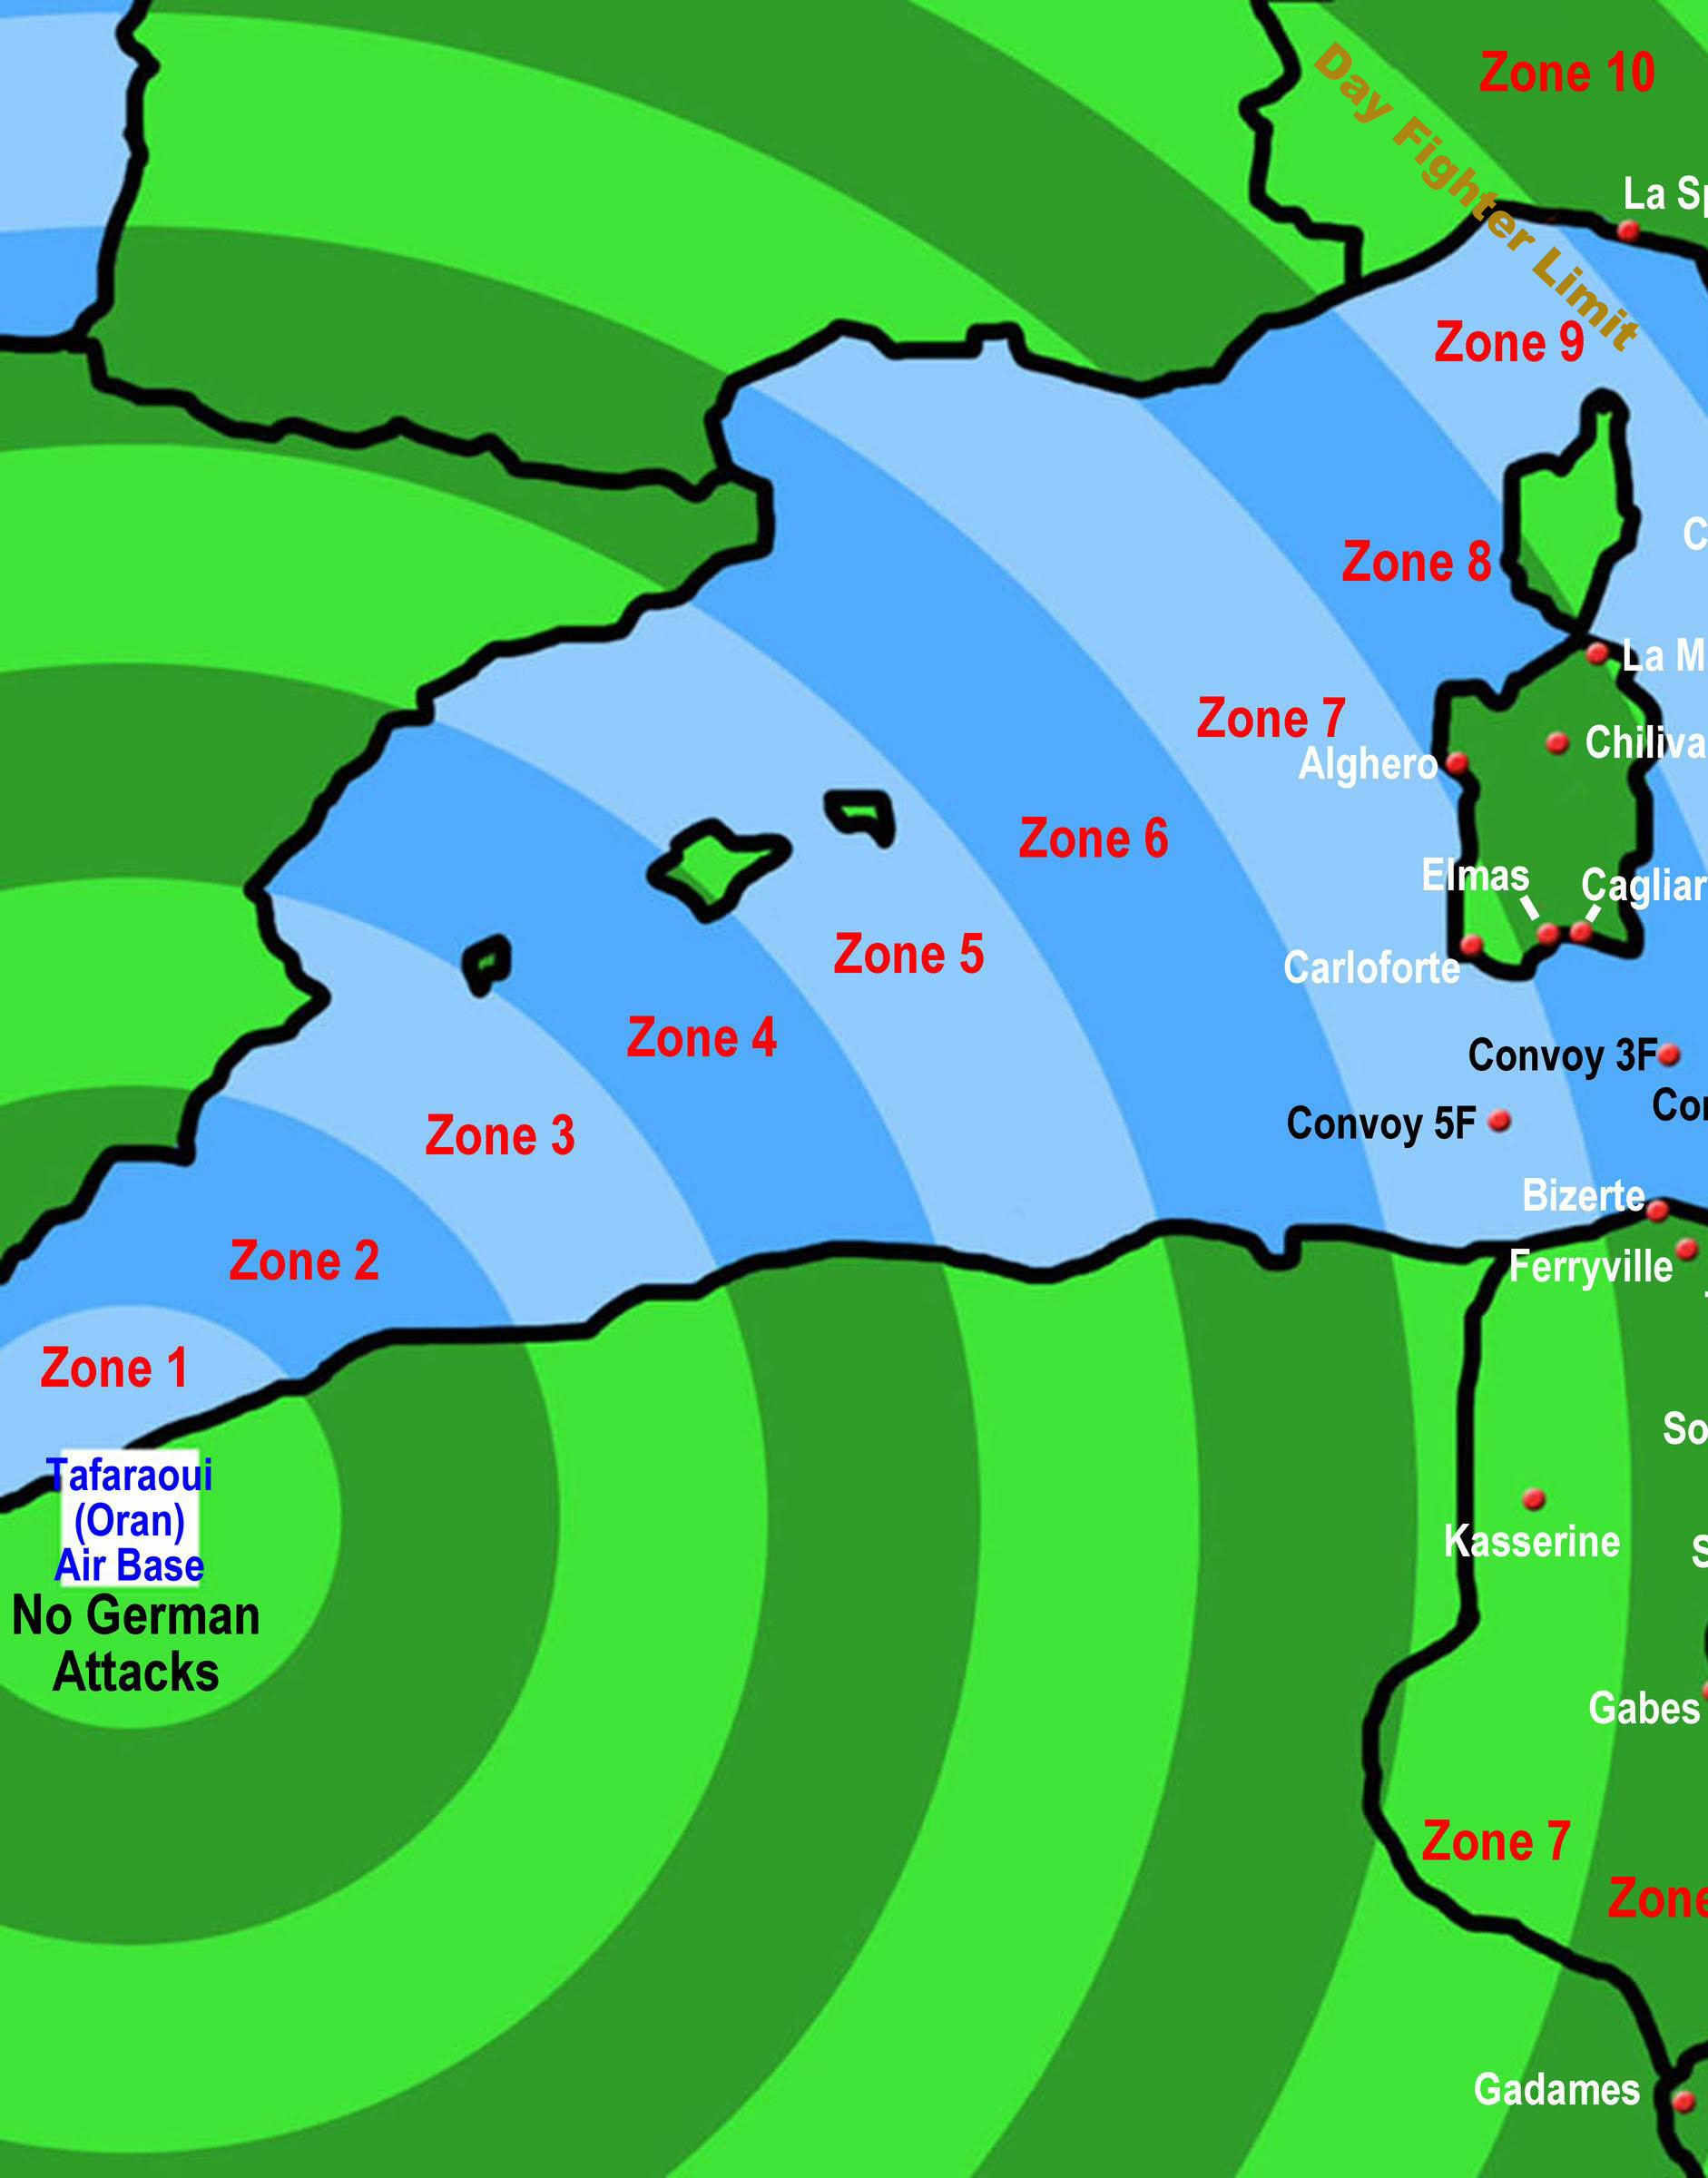 Zone 10
Day Fighter Limit
La Sp
Zone 9
Zone 8
C
La M
Zone 7
Alghero
Chiliva
Zone 6
Elmas
Cagliar
Zone 5
Carloforte
Zone 4
Convoy 3F
Con
Convoy 5F
Zone 3
Bizerte
Zone 2
Ferryville
Zone 1
So
Tafaraoui
(Oran)
Air Base
Kasserine
S
No German
Attacks
Gabes
Zone 7
Zone
Gadames